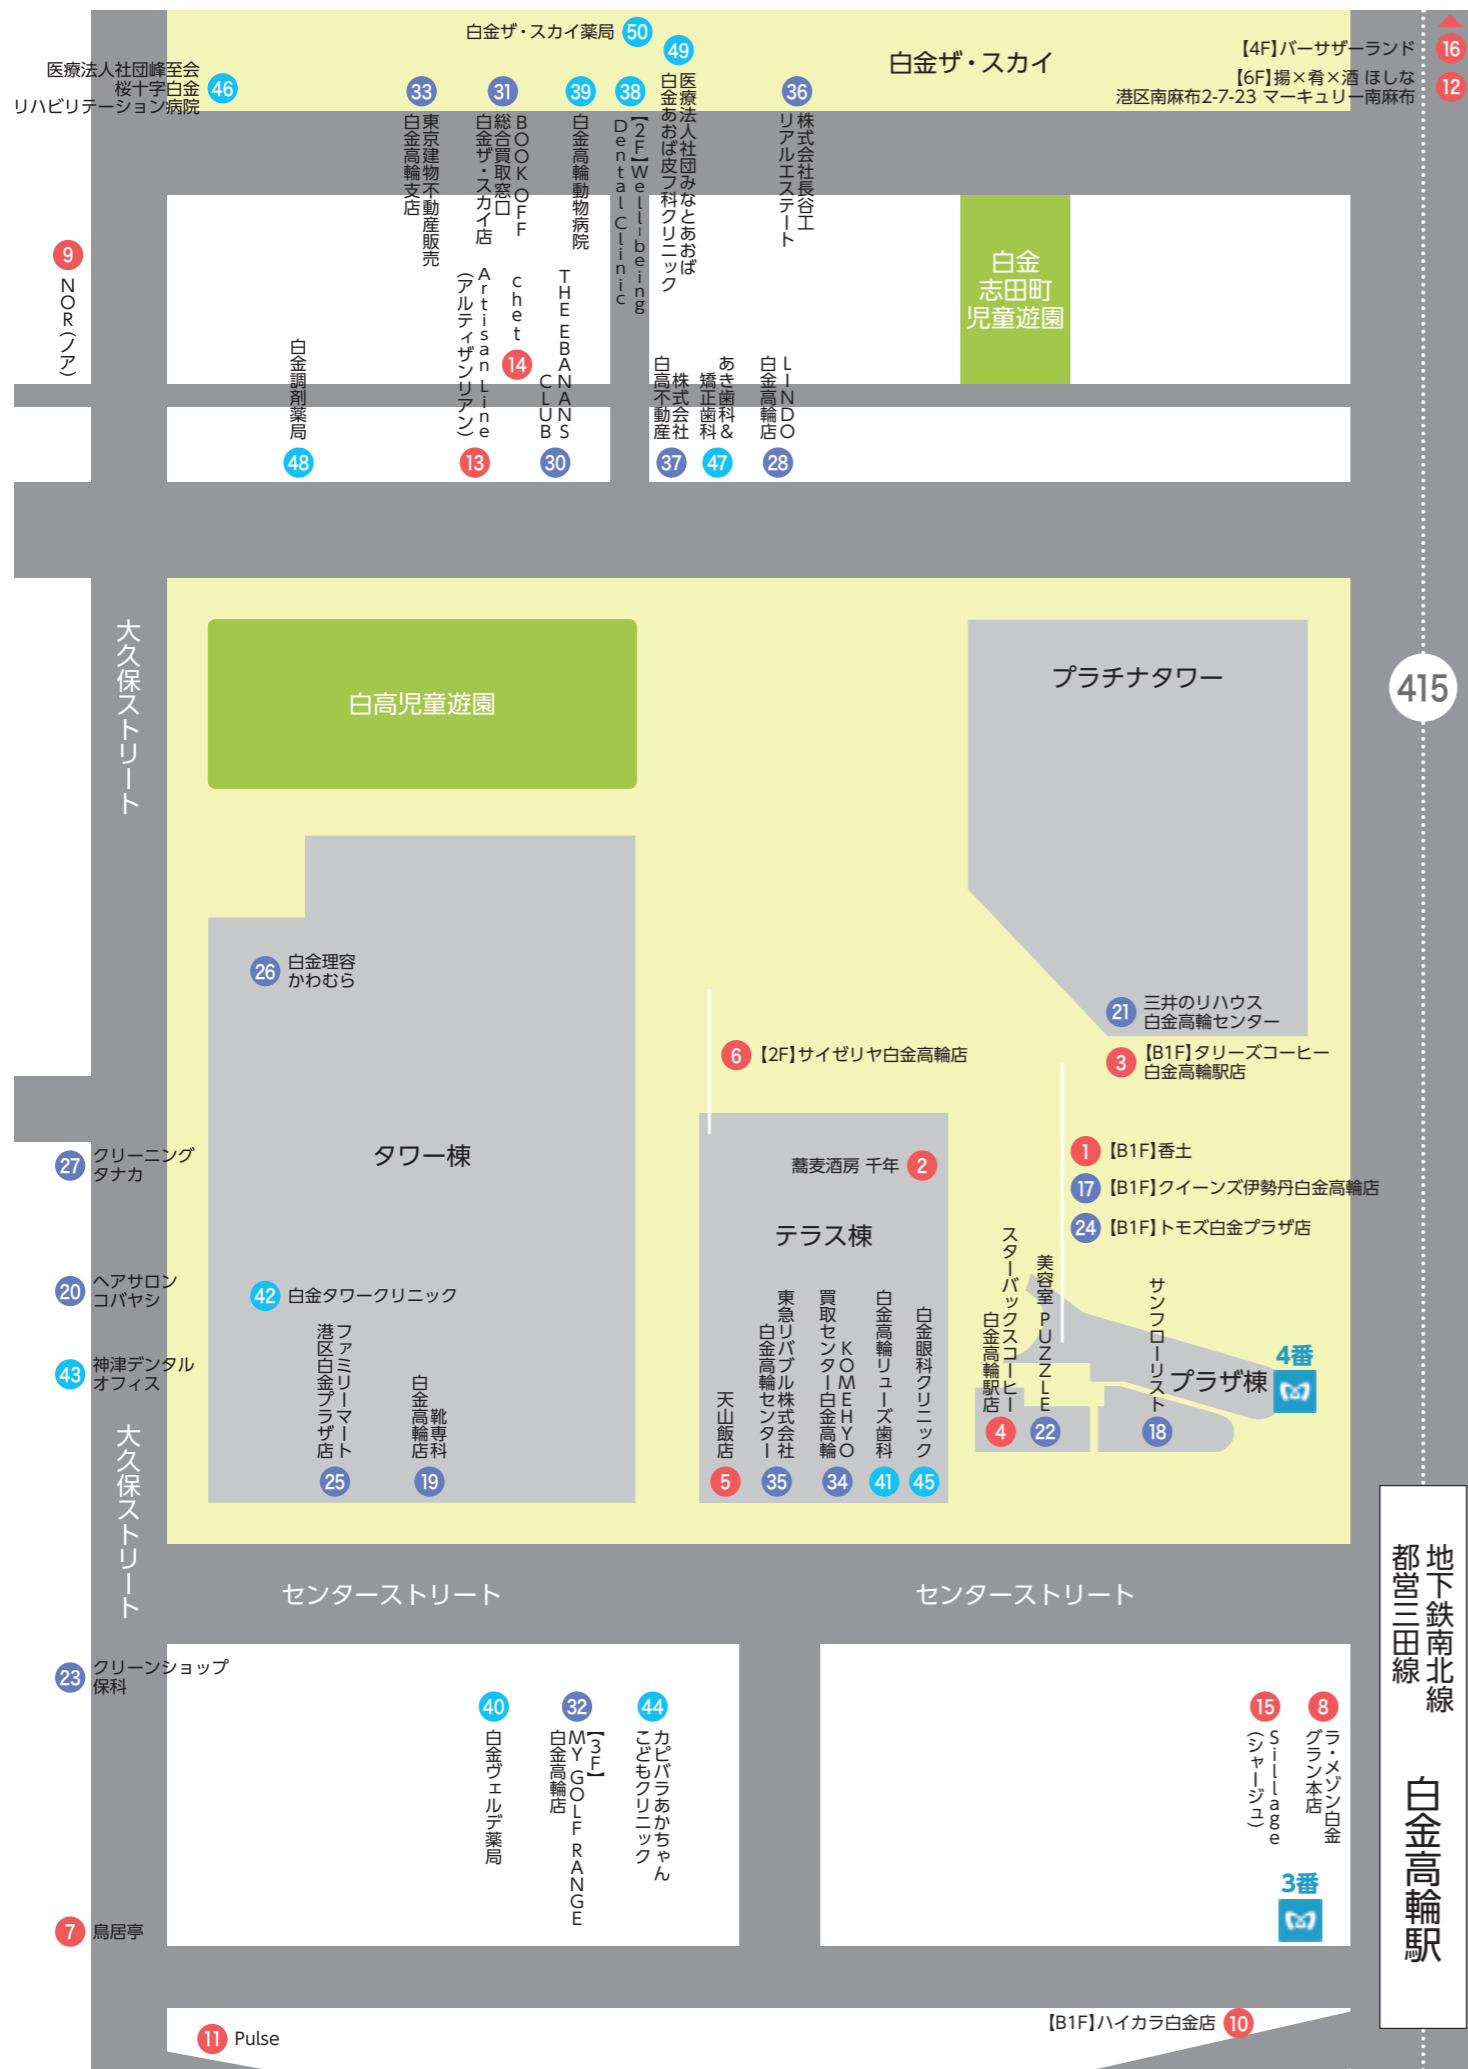 白金ザ・スカイ薬局 50
49
医療法人社団みなとあおば
白金あおば皮フ科クリニック
白金ザ・スカイ
【4F】バーサザーランド 16
【6F】揚×肴×酒 ほしな
港区南麻布2-7-23 マーキュリー南麻布
12
医療法人社団峰至会
桜十字白金
リハビリテーション病院
46
33
東京建物不動産販売
白金高輪支店
31
BOOK OFF
総合買取窓口
白金ザ・スカイ店
39
白金高輪動物病院
38
【2F】Well-being
Dental Clinic
36
株式会社長谷工
リアルエステート
9
NOR(ノア)
白金
志田町
児童遊園
白金調剤薬局
48
Artisan Line
(アルティザンリアン)
13
chet
14
THE EBANANS
CLUB
30
株式会社
白高不動産
37
あき歯科&
矯正歯科
47
LINDO
白金高輪店
28
大久保ストリート
白高児童遊園
プラチナタワー
415
26 白金理容
かわむら
21 三井のリハウス
白金高輪センター
6 【2F】サイゼリヤ白金高輪店
3 【B1F】タリーズコーヒー
白金高輪駅店
27 クリーニング
タナカ
タワー棟
蕎麦酒房 千年 2
1 【B1F】香土
17 【B1F】クイーンズ伊勢丹白金高輪店
24 【B1F】トモズ白金プラザ店
テラス棟
20 ヘアサロン
コバヤシ
42 白金タワークリニック
43 神津デンタル
オフィス
ファミリーマート
港区白金プラザ店
25
靴専科
白金高輪店
19
天山飯店
5
東急リバブル株式会社
白金高輪センター
35
KOMEHYO
買取センター白金高輪
34
白金高輪リューズ歯科
41
白金眼科クリニック
45
スターバックスコーヒー
白金高輪駅店
4
美容室 PUZZLE
22
サンフローリスト
18
プラザ棟
4番
大久保ストリート
センターストリート
センターストリート
地下鉄南北線
都営三田線
白金高輪駅
23 クリーンショップ
保科
40
白金ヴェルデ薬局
32
【3F】
MY GOLF RANGE
白金高輪店
44
カピバラあかちゃん
こどもクリニック
15
Sillage
(シャージュ)
8
ラ・メゾン白金
グラン本店
3番
7 鳥居亭
11 Pulse
【B1F】ハイカラ白金店 10